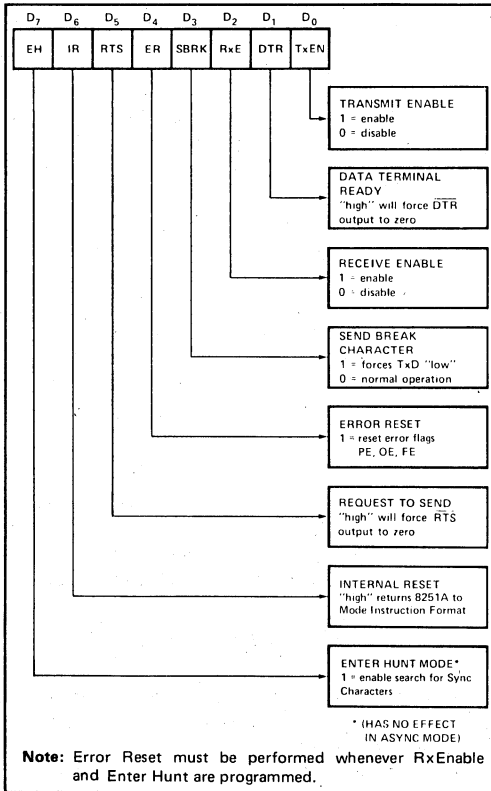 D7 D6 D5 D4 D3 D2 D1 D0
EH IR RTS ER SBRK RxE DTR TxEN
TRANSMIT ENABLE
1 = enable
0 = disable
DATA TERMINAL
READY
"high" will force D̅T̅R̅
output to zero
RECEIVE ENABLE
1 = enable
0 = disable
SEND BREAK
CHARACTER
1 = forces TxD "low"
0 = normal operation
ERROR RESET
1 = reset error flags
PE, OE, FE
REQUEST TO SEND
"high" will force R̅T̅S̅
output to zero
INTERNAL RESET
"high" returns 8251A to
Mode Instruction Format
ENTER HUNT MODE*
1 = enable search for Sync
Characters
* (HAS NO EFFECT
IN ASYNC MODE)
Note: Error Reset must be performed whenever RxEnable
and Enter Hunt are programmed.